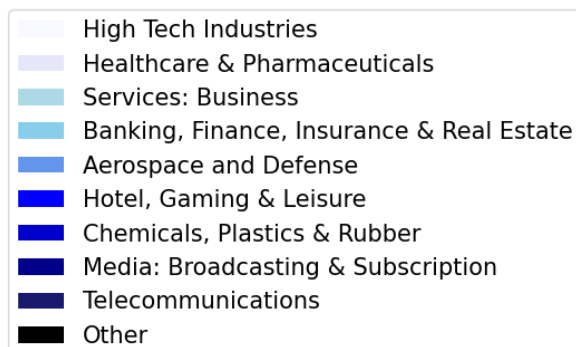 High Tech Industries
Healthcare & Pharmaceuticals
Services: Business
Banking, Finance, Insurance & Real Estate
Aerospace and Defense
Hotel, Gaming & Leisure
Chemicals, Plastics & Rubber
Media: Broadcasting & Subscription
Telecommunications
Other